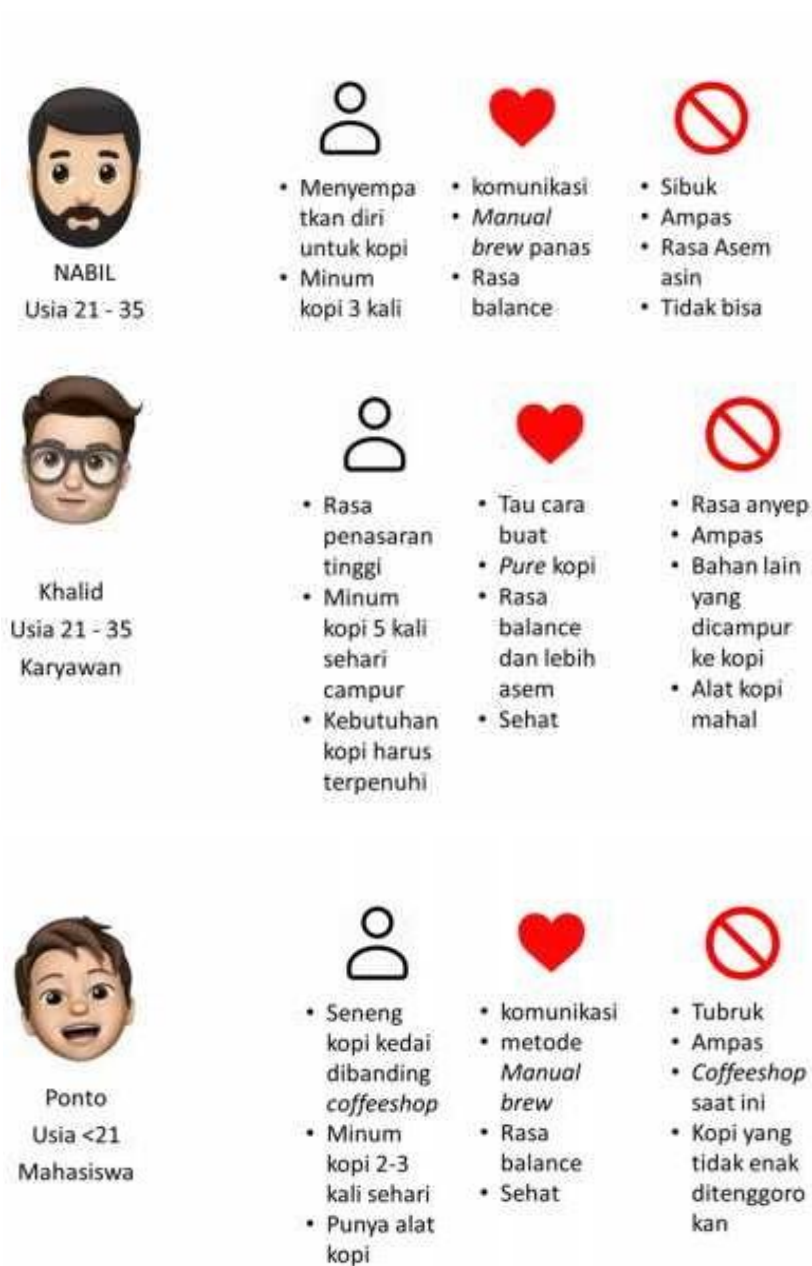 NABIL
Usia 21 - 35
• Menyempa
tkan diri
untuk kopi
• Minum
kopi 3 kali
• komunikasi
• Manual
brew panas
• Rasa
balance
• Sibuk
• Ampas
• Rasa Asem
asin
• Tidak bisa
Khalid
Usia 21 - 35
Karyawan
• Rasa
penasaran
tinggi
• Minum
kopi 5 kali
sehari
campur
• Kebutuhan
kopi harus
terpenuhi
• Tau cara
buat
• Pure kopi
• Rasa
balance
dan lebih
asem
• Sehat
• Rasa anyep
• Ampas
• Bahan lain
yang
dicampur
ke kopi
• Alat kopi
mahal
Ponto
Usia <21
Mahasiswa
• Seneng
kopi kedai
dibanding
coffeeshop
• Minum
kopi 2-3
kali sehari
• Punya alat
kopi
• komunikasi
• metode
Manual
brew
• Rasa
balance
• Sehat
• Tubruk
• Ampas
• Coffeeshop
saat ini
• Kopi yang
tidak enak
ditenggoro
kan